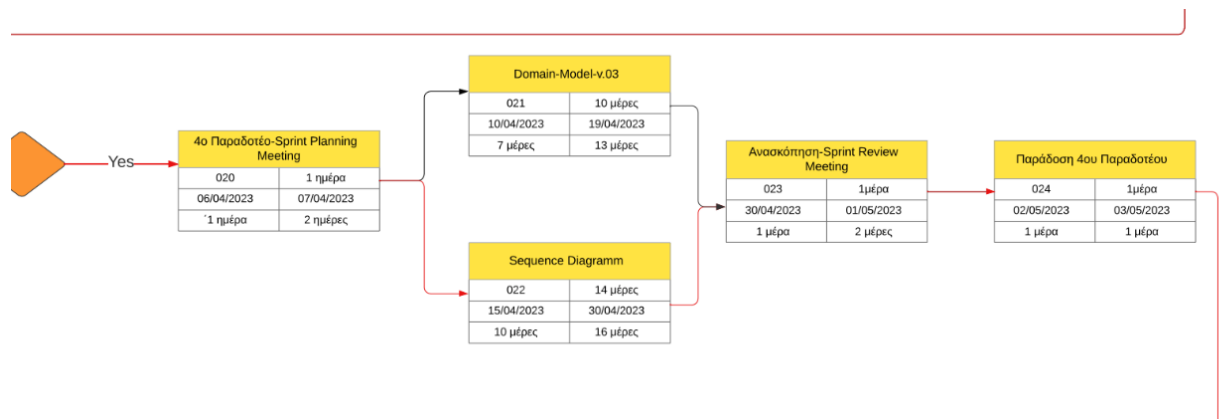 Yes
4ο Παραδοτέο-Sprint Planning
Meeting
020 1 ημέρα
06/04/2023 07/04/2023
΄1 ημέρα 2 ημέρες
Domain-Model-v.03
021 10 μέρες
10/04/2023 19/04/2023
7 μέρες 13 μέρες
Sequence Diagramm
022 14 μέρες
15/04/2023 30/04/2023
10 μέρες 16 μέρες
Ανασκόπηση-Sprint Review
Meeting
023 1μέρα
30/04/2023 01/05/2023
1 μέρα 2 μέρες
Παράδοση 4ου Παραδοτέου
024 1μέρα
02/05/2023 03/05/2023
1 μέρα 1 μέρα